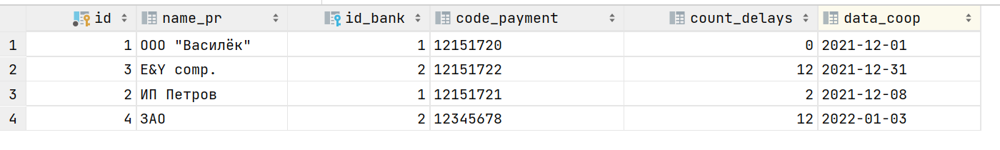 id name_pr id_bank code_payment count_delays data_coop
1 1 ООО "Василёк" 1 12151720 0 2021-12-01
2 3 E&Y comp. 2 12151722 12 2021-12-31
3 2 ИП Петров 1 12151721 2 2021-12-08
4 4 ЗАО 2 12345678 12 2022-01-03